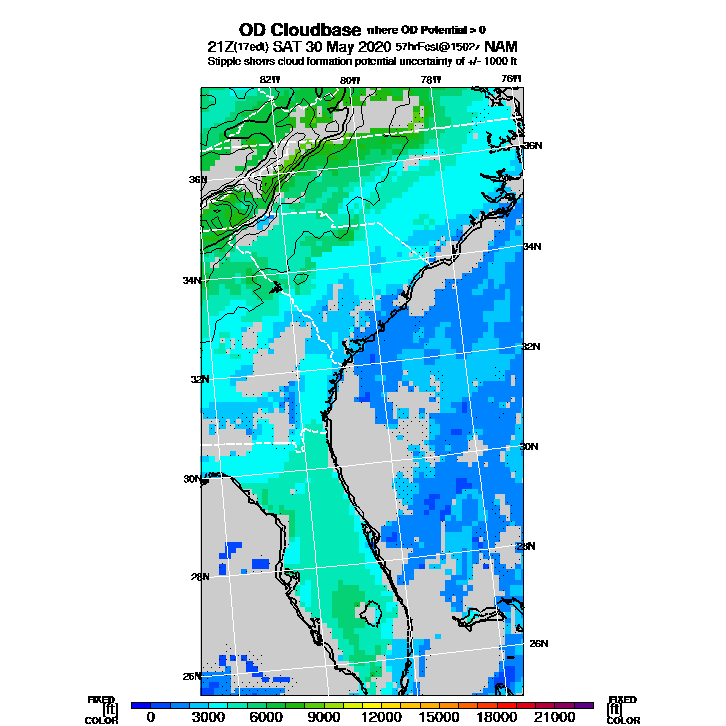 OD Cloudbase where OD Potential > 0
21Z(17edt) SAT 30 May 2020 57hrFcst@1502z NAM
Stipple shows cloud formation potential uncertainty of +/- 1000 ft
82W 80W 78W 76W
36N 36N
34N 34N
32N 32N
30N 30N
28N 28N
26N 26N
FIXED FIXED
[ft] [ft]
COLOR 0 3000 6000 9000 12000 15000 18000 21000 COLOR